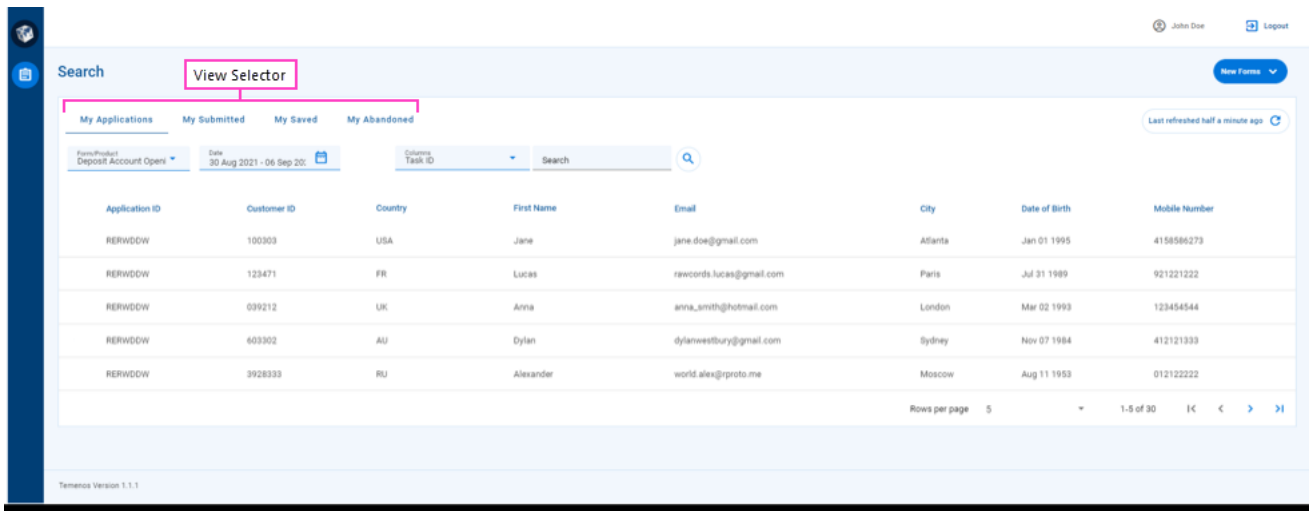 John Doe Logout
Search View Selector New Forms
My Applications My Submitted My Saved My Abandoned Last refreshed half a minute ago
Form/Product Date Columns
Deposit Account Openi 30 Aug 2021 - 06 Sep 202 Task ID Search
Application ID Customer ID Country First Name Email City Date of Birth Mobile Number
RERWDDW 100303 USA Jane jane.doe@gmail.com Atlanta Jan 01 1995 4158586273
RERWDDW 123471 FR Lucas rawcords.lucas@gmail.com Paris Jul 31 1989 921221222
RERWDDW 039212 UK Anna anna_smith@hotmail.com London Mar 02 1993 123454544
RERWDDW 603302 AU Dylan dylanwestbury@gmail.com Sydney Nov 07 1984 412121333
RERWDDW 3928333 RU Alexander world.alex@rproto.me Moscow Aug 11 1953 012122222
Rows per page 5 1-5 of 30
Temenos Version 1.1.1